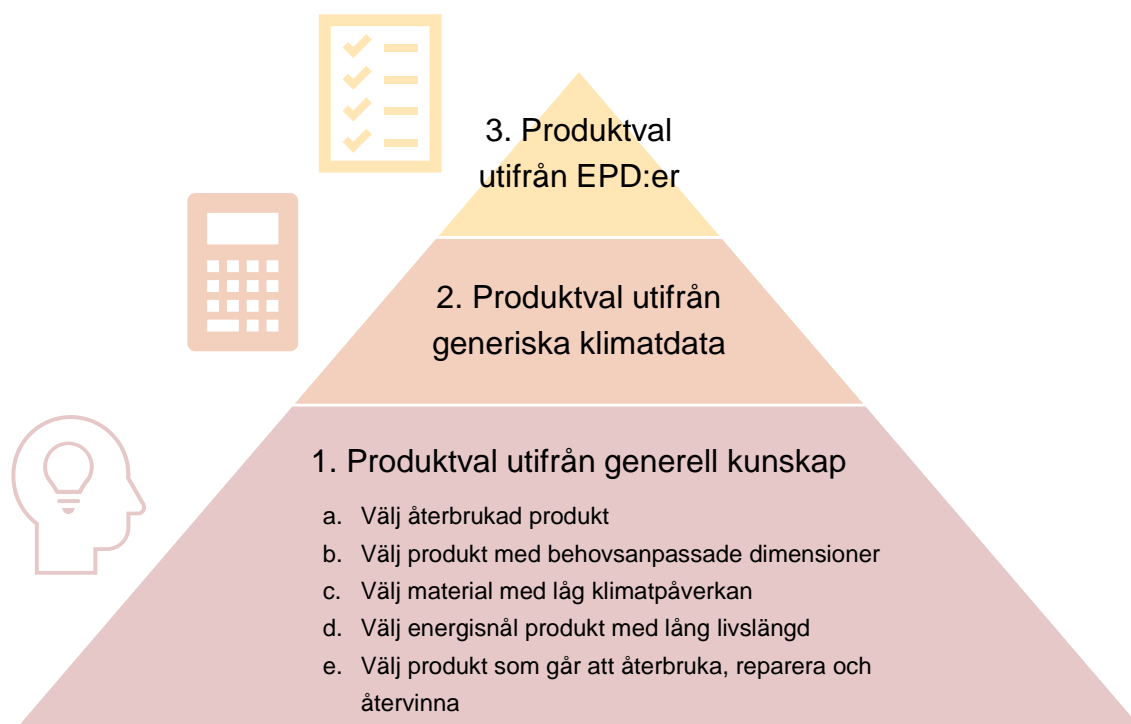 3. Produktval
utifrån EPD:er
2. Produktval utifrån
generiska klimatdata
1. Produktval utifrån generell kunskap
a. Välj återbrukad produkt
b. Välj produkt med behovsanpassade dimensioner
c. Välj material med låg klimatpåverkan
d. Välj energisnål produkt med lång livslängd
e. Välj produkt som går att återbruka, reparera och
återvinna